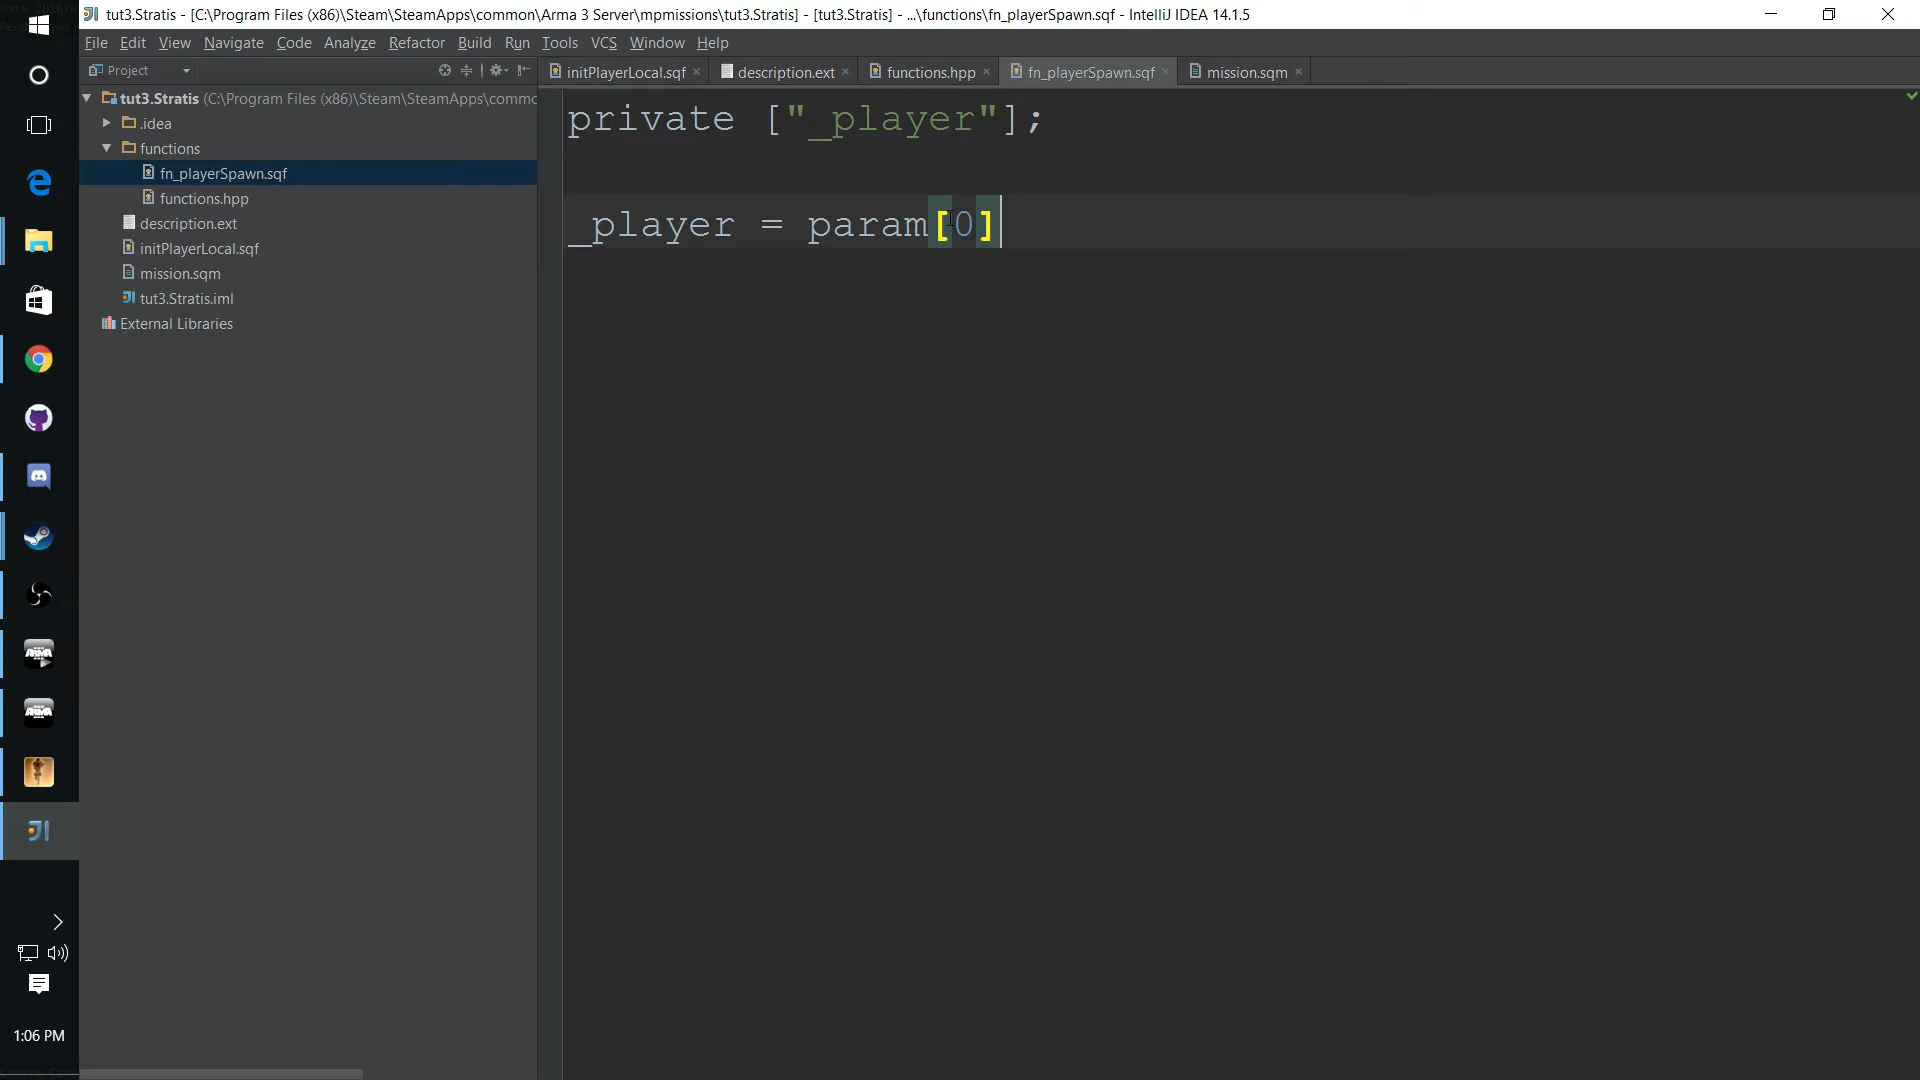 tut3.Stratis - [C:\Program Files (x86)\Steam\SteamApps\common\Arma 3 Server\mpmissions\tut3.Stratis] - [tut3.Stratis] - ...\functions\fn_playerSpawn.sqf - IntelliJ IDEA 14.1.5
File Edit View Navigate Code Analyze Refactor Build Run Tools VCS Window Help
Project
initPlayerLocal.sqf description.ext functions.hpp fn_playerSpawn.sqf mission.sqm
tut3.Stratis (C:\Program Files (x86)\Steam\SteamApps\commo
.idea
functions
fn_playerSpawn.sqf
functions.hpp
description.ext
initPlayerLocal.sqf
mission.sqm
tut3.Stratis.iml
External Libraries
private ["_player"];
_player = param[0]
ARMA
ARMA
1:06 PM